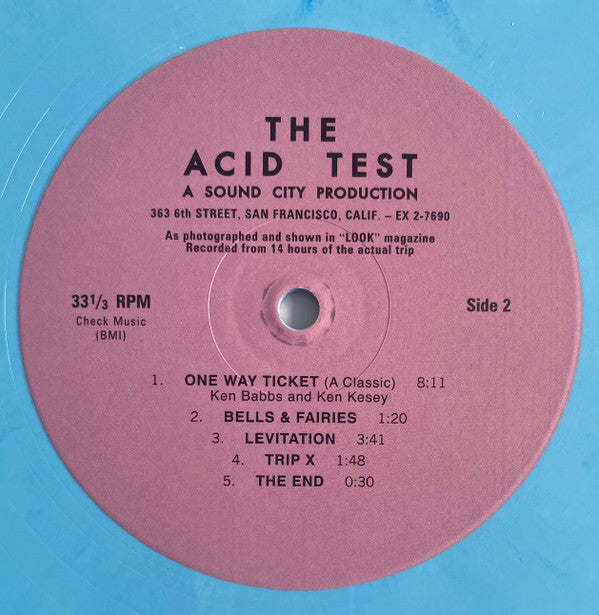 THE
ACID TEST
A SOUND CITY PRODUCTION
363 6th STREET, SAN FRANCISCO, CALIF. – EX 2-7690
As photographed and shown in "LOOK" magazine
Recorded from 14 hours of the actual trip
33 1/3 RPM
Check Music
(BMI)
Side 2
1. ONE WAY TICKET (A Classic) 8:11
Ken Babbs and Ken Kesey
2. BELLS & FAIRIES 1:20
3. LEVITATION 3:41
4. TRIP X 1:48
5. THE END 0:30